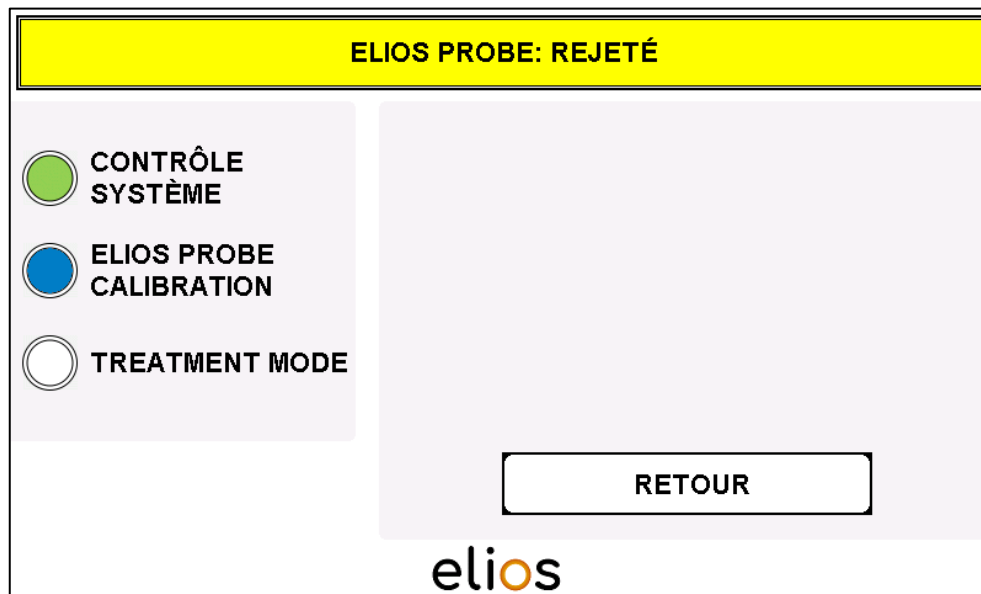 ELIOS PROBE: REJETÉ
CONTRÔLE
SYSTÈME
ELIOS PROBE
CALIBRATION
TREATMENT MODE
RETOUR
elios